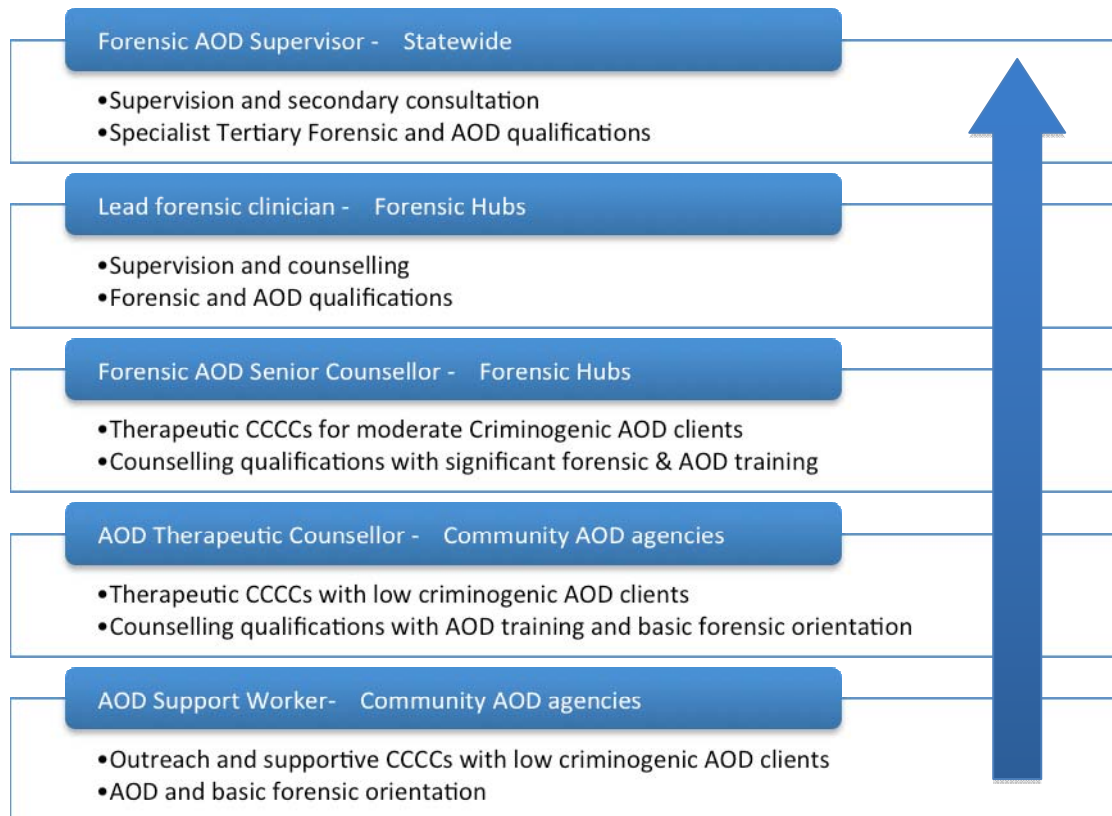 Forensic AOD Supervisor -    Statewide
•Supervision and secondary consultation
•Specialist Tertiary Forensic and AOD qualifications
Lead forensic clinician -    Forensic Hubs
•Supervision and counselling
•Forensic and AOD qualifications
Forensic AOD Senior Counsellor -    Forensic Hubs
•Therapeutic CCCCs for moderate Criminogenic AOD clients
•Counselling qualifications with significant forensic & AOD training
AOD Therapeutic Counsellor -    Community AOD agencies
•Therapeutic CCCCs with low criminogenic AOD clients
•Counselling qualifications with AOD training and basic forensic orientation
AOD Support Worker-    Community AOD agencies
•Outreach and supportive CCCCs with low criminogenic AOD clients
•AOD and basic forensic orientation